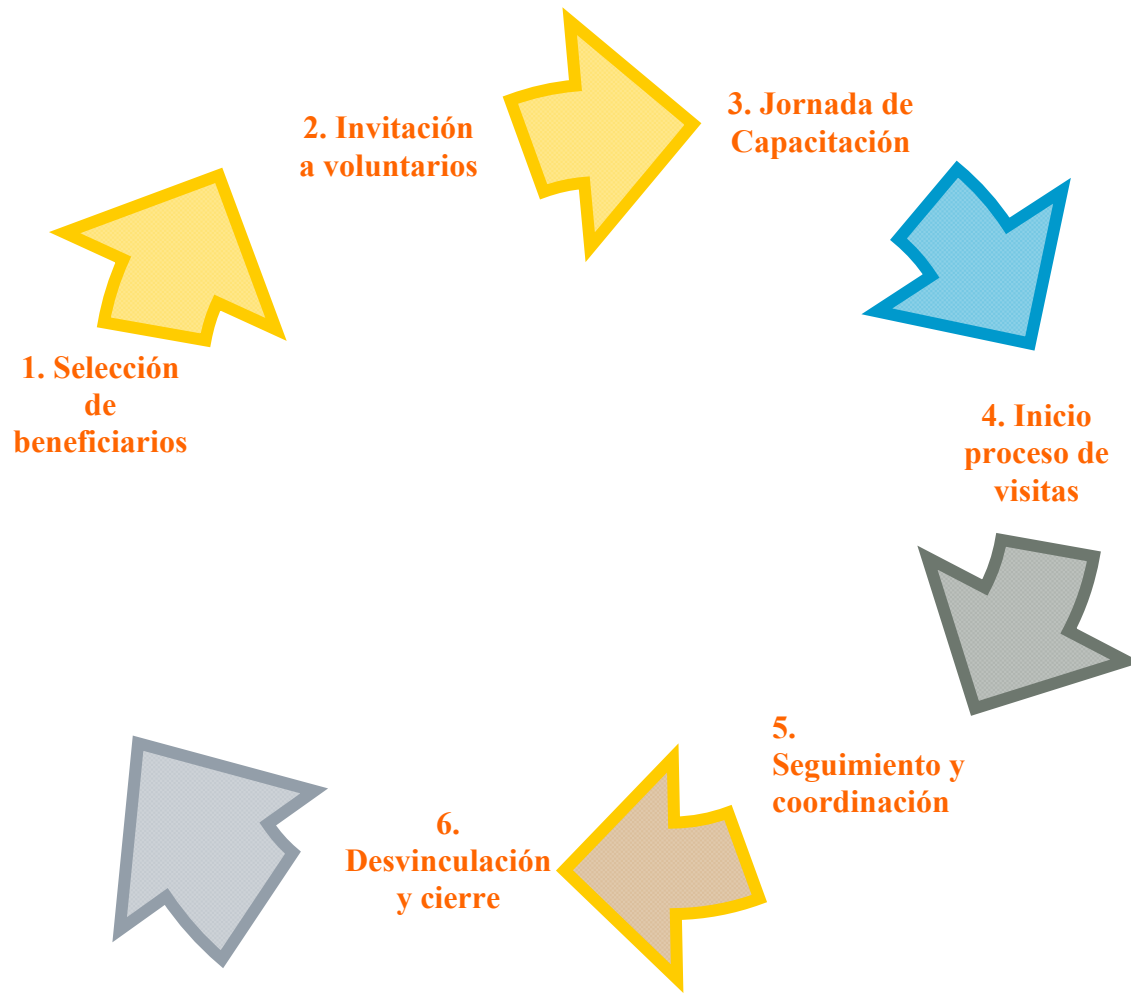 1. Selección
de
beneficiarios
2. Invitación
a voluntarios
3. Jornada de
Capacitación
4. Inicio
proceso de
visitas
5.
Seguimiento y
coordinación
6.
Desvinculación
y cierre